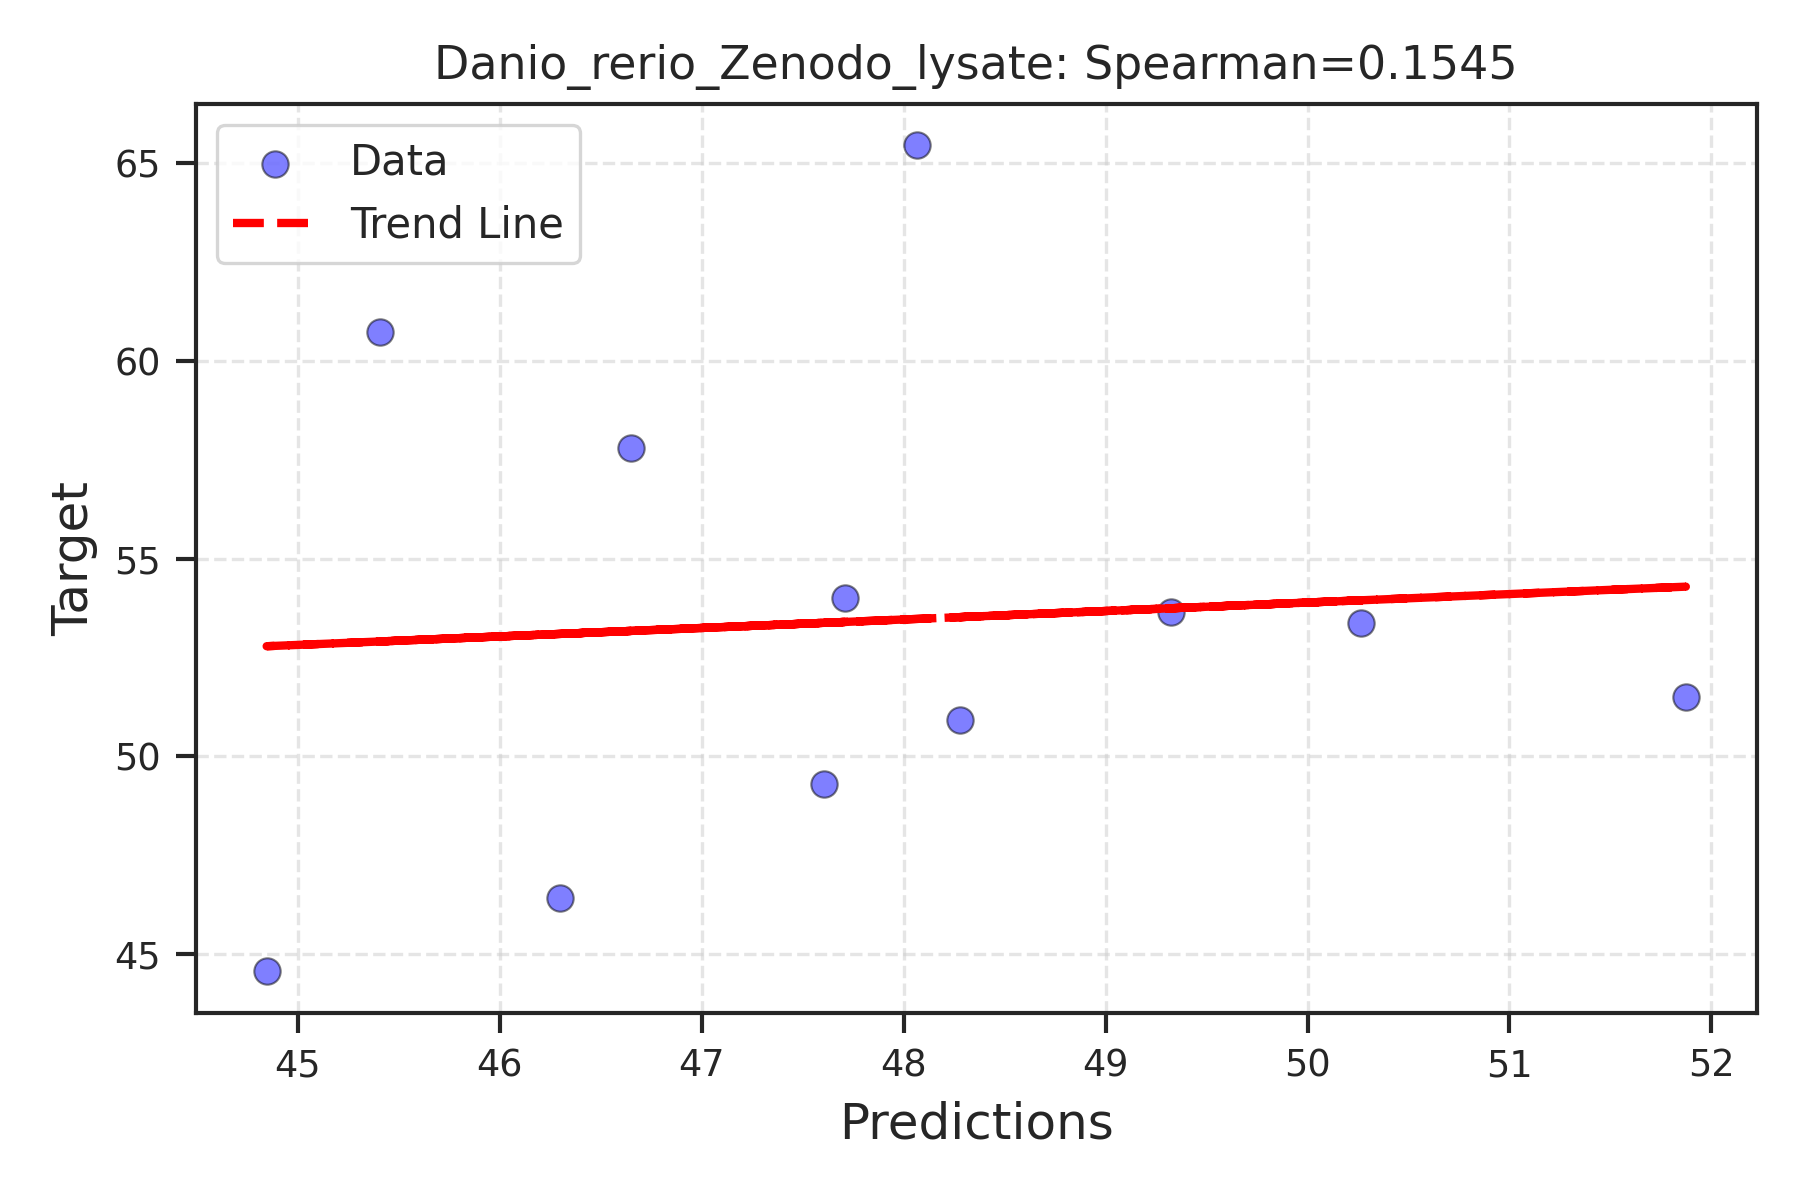 Danio_rerio_Zenodo_lysate: Spearman=0.1545
Data
Trend Line
65
60
55
50
45
Target
45 46 47 48 49 50 51 52
Predictions